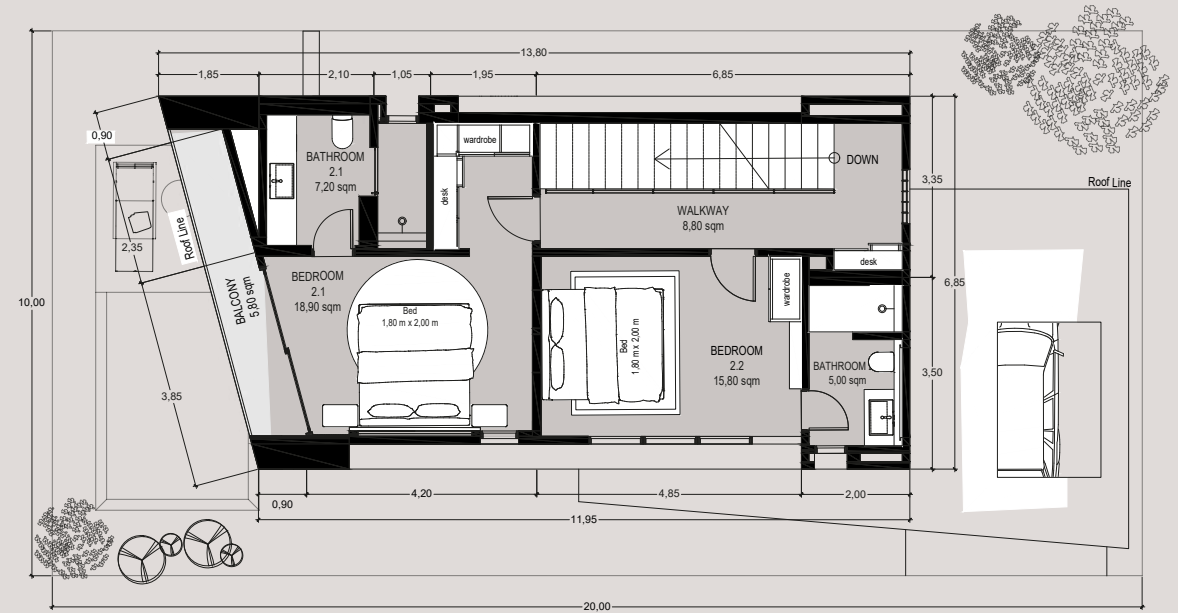 13,80
1,85
2,10
1,05
1,95
6,85
0,90
BATHROOM
2.1
7,20 sqm
wardrobe
desk
DOWN
WALKWAY
8,80 sqm
3,35
Roof Line
Roof Line
2,35
desk
BALCONY
5,80 sqm
BEDROOM
2.1
18,90 sqm
Bed
1,80 m x 2,00 m
Bed
1,80 m x 2,00 m
wardrobe
6,85
10,00
BEDROOM
2.2
15,80 sqm
BATHROOM
5,00 sqm
3,50
3,85
0,90
4,20
4,85
2,00
11,95
20,00